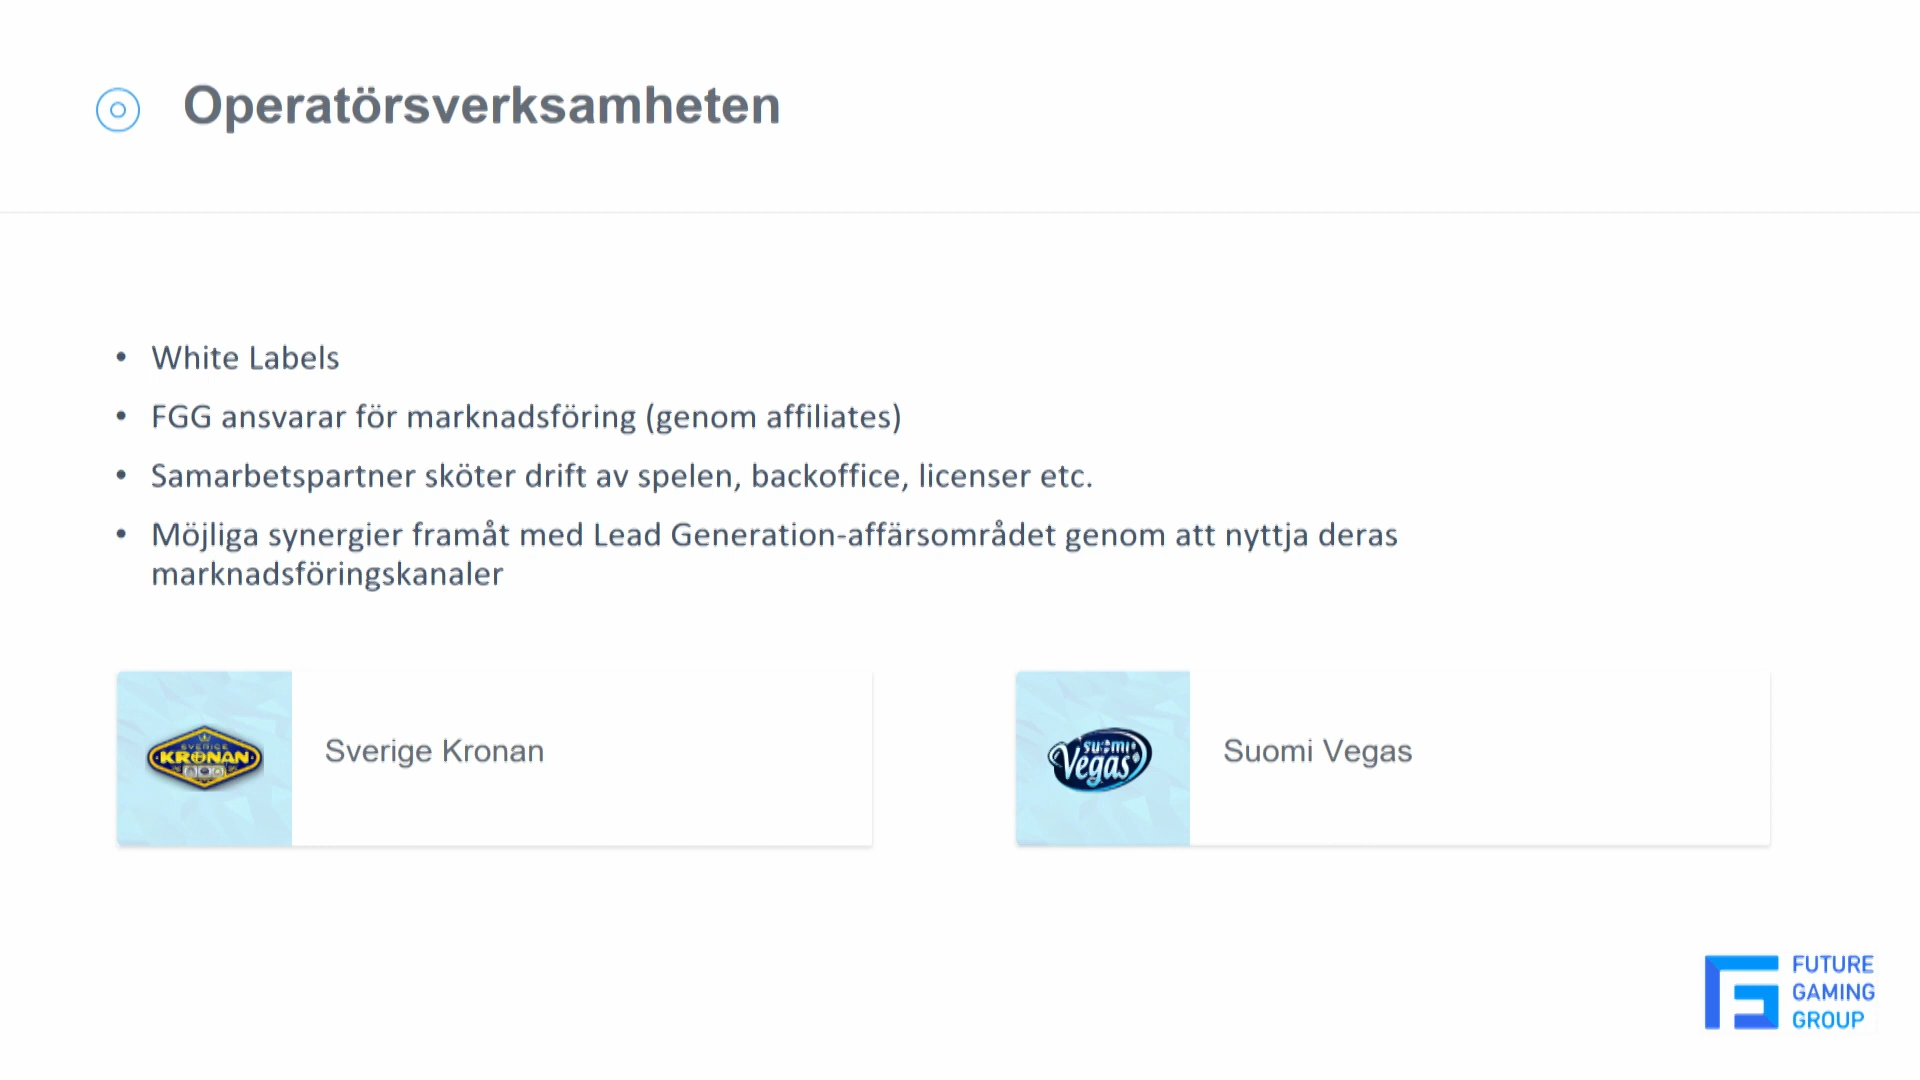 Operatörsverksamheten
• White Labels
• FGG ansvarar för marknadsföring (genom affiliates)
• Samarbetspartner sköter drift av spelen, backoffice, licenser etc.
• Möjliga synergier framåt med Lead Generation-affärsområdet genom att nyttja deras
marknadsföringskanaler
SVERIGE
KRONAN
Sverige Kronan
suomi
Vegas
Suomi Vegas
FUTURE
GAMING
GROUP